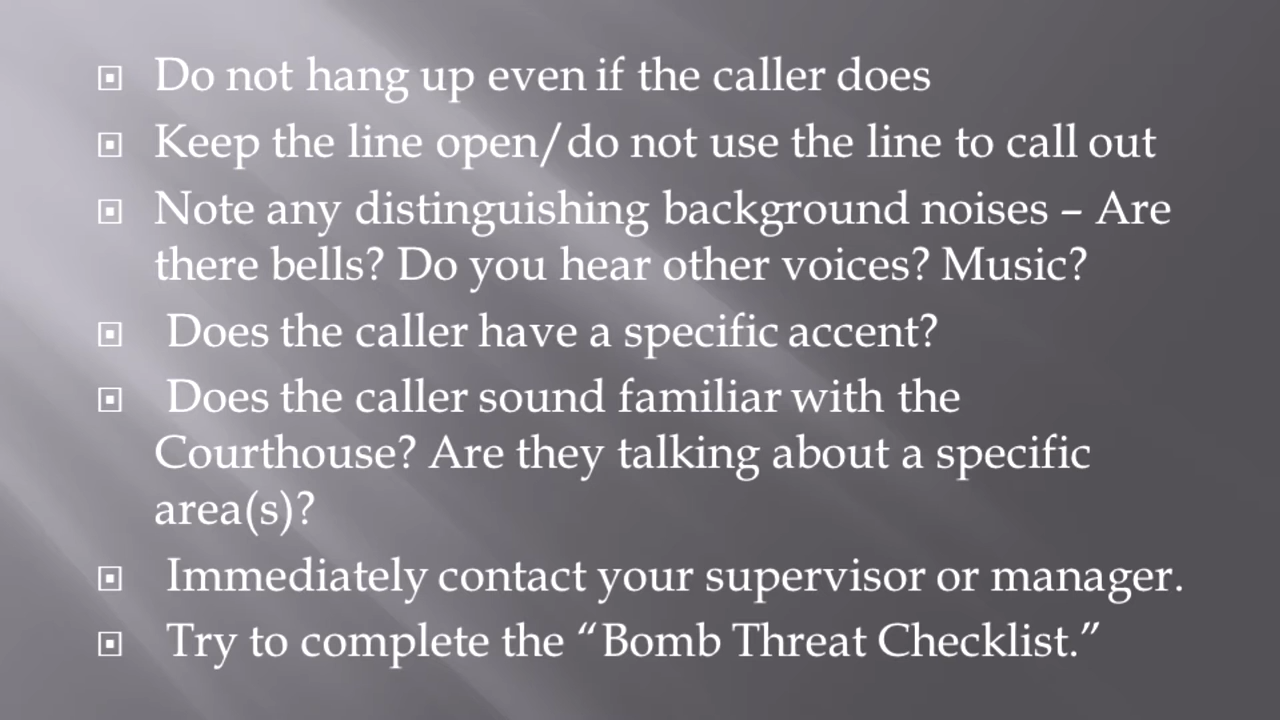 Do not hang up even if the caller does
Keep the line open/do not use the line to call out
Note any distinguishing background noises – Are
there bells? Do you hear other voices? Music?
Does the caller have a specific accent?
Does the caller sound familiar with the
Courthouse? Are they talking about a specific
area(s)?
Immediately contact your supervisor or manager.
Try to complete the “Bomb Threat Checklist.”